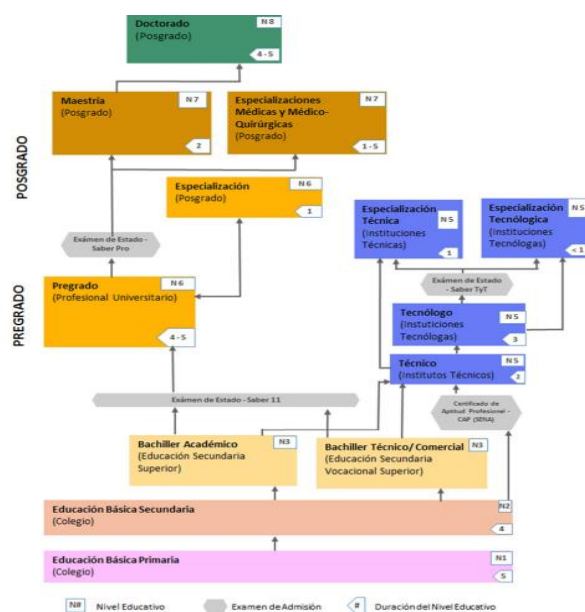 Doctorado
(Posgrado)
N8
4 - 5
Maestría
(Posgrado)
N7
2
Especializaciones
Médicas y Médico-
Quirúrgicas
(Posgrado)
N7
1 - 5
POSGRADO
Especialización
(Posgrado)
N6
1
Exámen de Estado -
Saber Pro
Especialización
Técnica
(Instituciones
Técnicas)
N5
1
Especialización
Tecnólogica
(Instituciones
Tecnólogas)
N5
< 1
PREGRADO
Pregrado
(Profesional Universitario)
N6
4 - 5
Exámen de Estado
- Saber TyT
Tecnólogo
(Instuticiones
Tecnólogas)
N5
3
Técnico
(Institutos Técnicos)
N5
2
Exámen de Estado - Saber 11
Certificado de
Aptitud Profesional -
CAP (SENA)
Bachiller Académico
(Educación Secundaria
Superior)
N3
Bachiller Técnico/Comercial
(Educación Secundaria
Vocacional Superior)
N3
Educación Básica Secundaria
(Colegio)
N2
4
Educación Básica Primaria
(Colegio)
N1
5
N# Nivel Educativo
Examen de Admisión
# Duración del Nivel Educativo